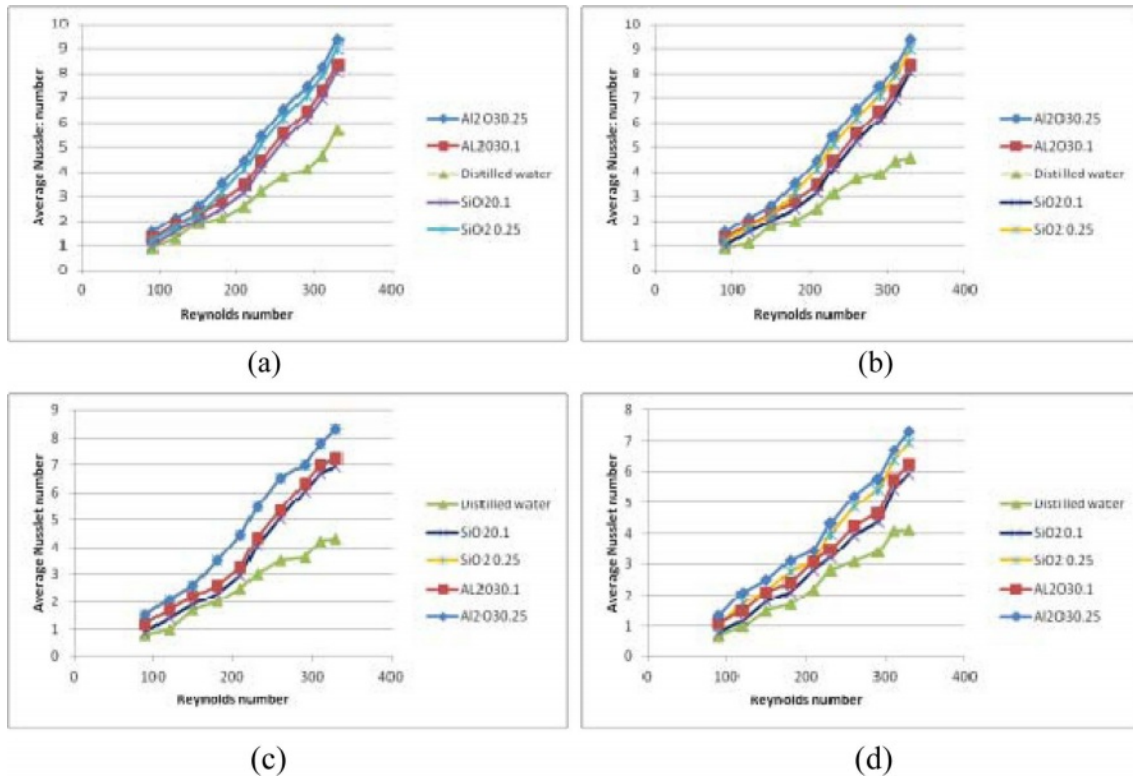 10
9
8
7
6
5
4
3
2
1
0
Average Nusslet number
0
100
200
300
400
Reynolds number
Al2O30.25
AL2O30.1
Distilled water
SiO20.1
SiO2 0.25
(a)
10
9
8
7
6
5
4
3
2
1
0
Average Nusslet number
0
100
200
300
400
Reynolds number
Al2O30.25
AL2O30.1
Distilled water
SiO2 0.1
SiO2 0.25
(b)
9
8
7
6
5
4
3
2
1
0
Average Nusslet number
0
100
200
300
400
Reynolds number
Distilled water
SiO20.1
SiO2 0.25
AL2O30.1
Al2O30.25
(c)
8
7
6
5
4
3
2
1
0
Average Nusslet number
0
100
200
300
400
Reynolds number
Distilled water
SiO20.1
SiO2 0.25
AL2O30.1
Al2O30.25
(d)